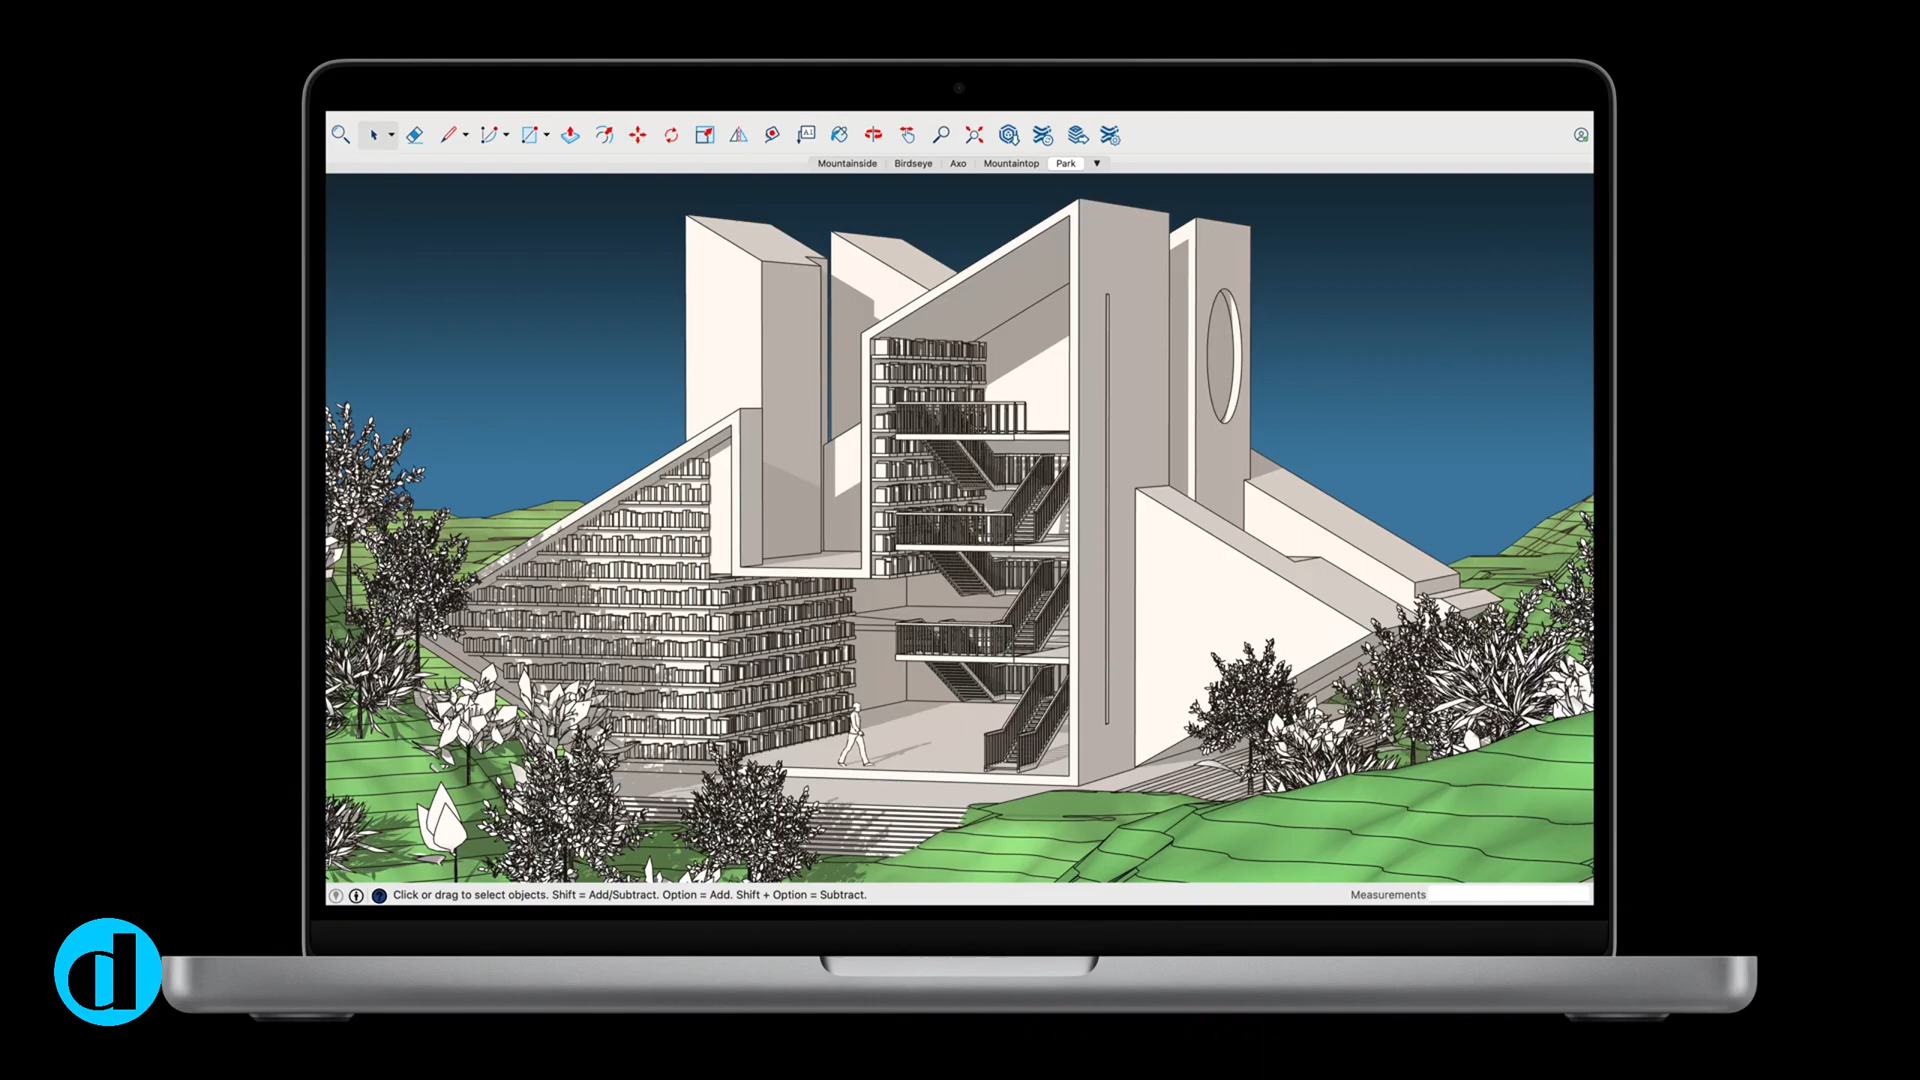 Mountainside Birdseye Axo Mountaintop Park
Click or drag to select objects. Shift = Add/Subtract. Option = Add. Shift + Option = Subtract.
Measurements
d